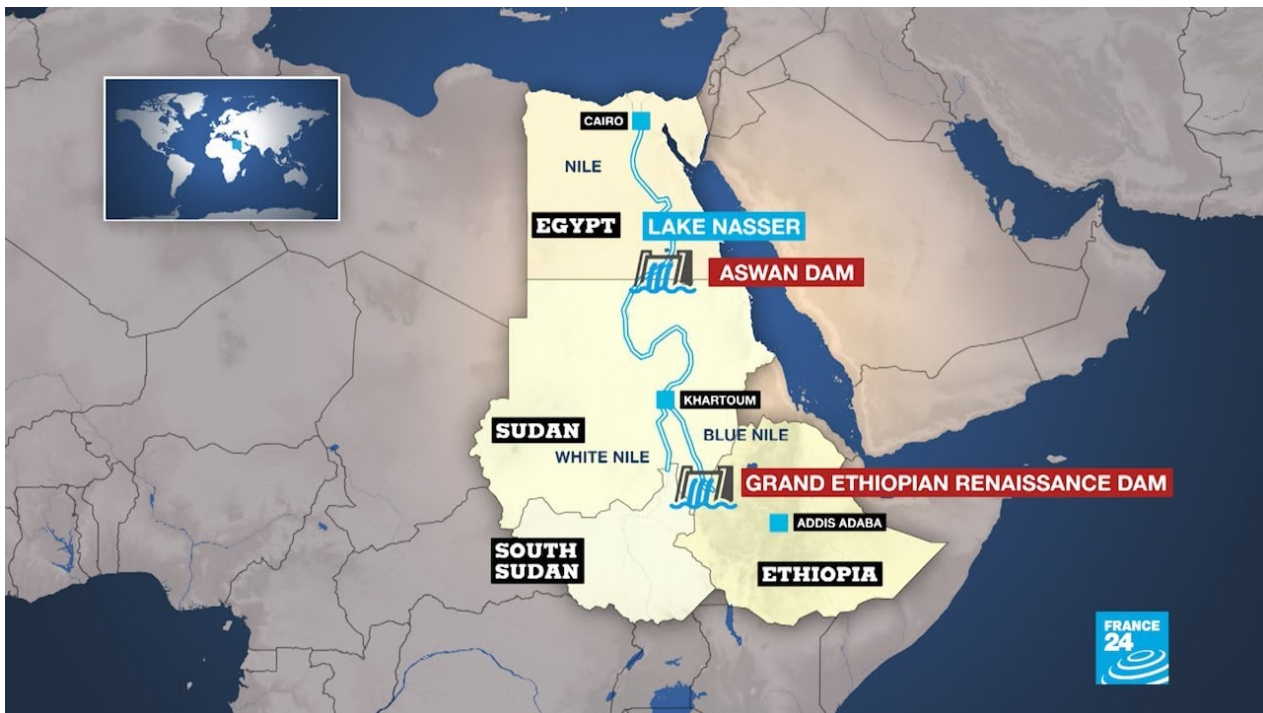 CAIRO
NILE
EGYPT
LAKE NASSER
ASWAN DAM
KHARTOUM
SUDAN
BLUE NILE
WHITE NILE
GRAND ETHIOPIAN RENAISSANCE DAM
ADDIS ADABA
SOUTH
SUDAN
ETHIOPIA
FRANCE
24